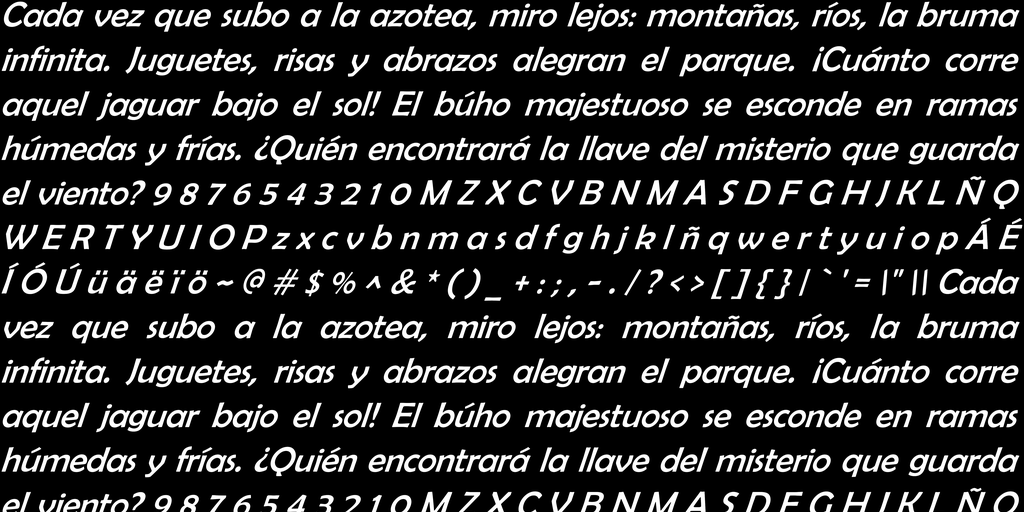 Cada vez que subo a la azotea, miro lejos: montañas, ríos, la bruma
infinita. Juguetes, risas y abrazos alegran el parque. ¡Cuánto corre
aquel jaguar bajo el sol! El búho majestuoso se esconde en ramas
húmedas y frías. ¿Quién encontrará la llave del misterio que guarda
el viento? 9 8 7 6 5 4 3 2 1 0 M Z X C V B N M A S D F G H J K L Ñ Q
W E R T Y U I O P z x c v b n m a s d f g h j k l ñ q w e r t y u i o p Á É
Í Ó Ú ü ä ë ï ö ~ @ # $ % ^ & * ( ) _ + : ; , - . / ? < > [ ] { } | ` ' = \" \\ Cada
vez que subo a la azotea, miro lejos: montañas, ríos, la bruma
infinita. Juguetes, risas y abrazos alegran el parque. ¡Cuánto corre
aquel jaguar bajo el sol! El búho majestuoso se esconde en ramas
húmedas y frías. ¿Quién encontrará la llave del misterio que guarda
el viento? 9 8 7 6 5 4 3 2 1 0 M Z X C V B N M A S D F G H J K L Ñ Q